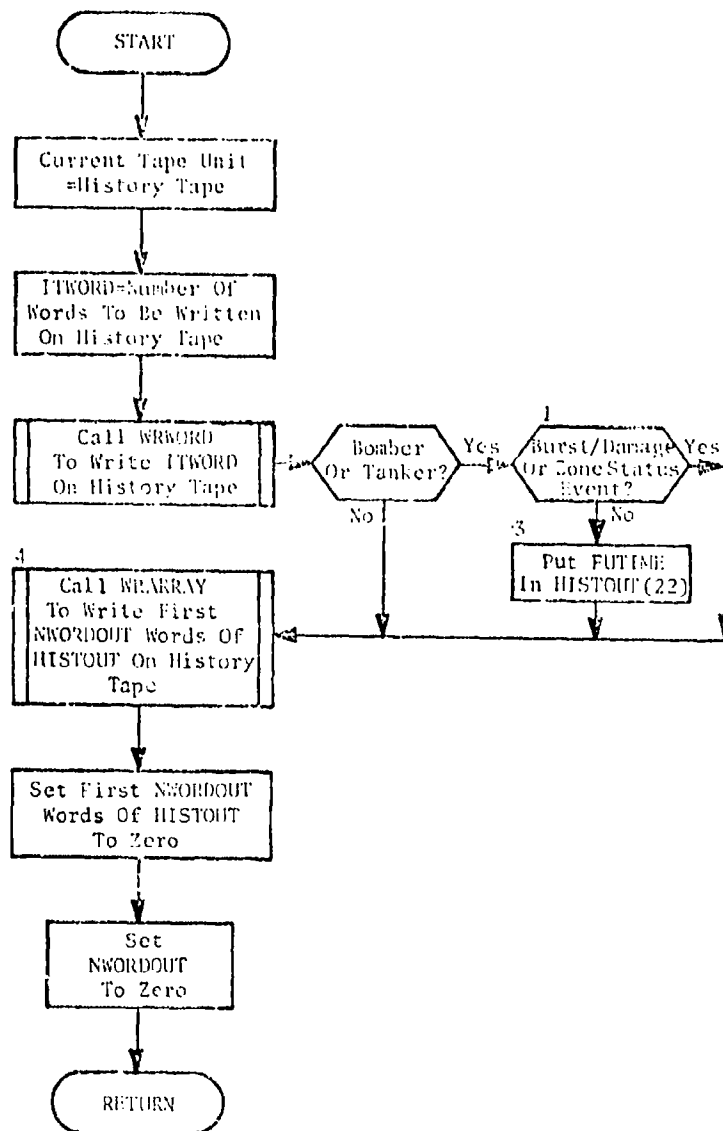 START
Current Tape Unit
=History Tape
ITWORD=Number Of
Words To Be Written
On History Tape
Call WRWORD
To Write ITWORD
On History Tape
Bomber
Or Tanker?
Yes
No
1
Burst/Damage
Or Zone Status
Event?
Yes
No
3
Put FUTIME
In HISTOUT(22)
4
Call WRARRAY
To Write First
NWORDOUT Words Of
HISTOUT On History
Tape
Set First NWORDOUT
Words Of HISTOUT
To Zero
Set
NWORDOUT
To Zero
RETURN